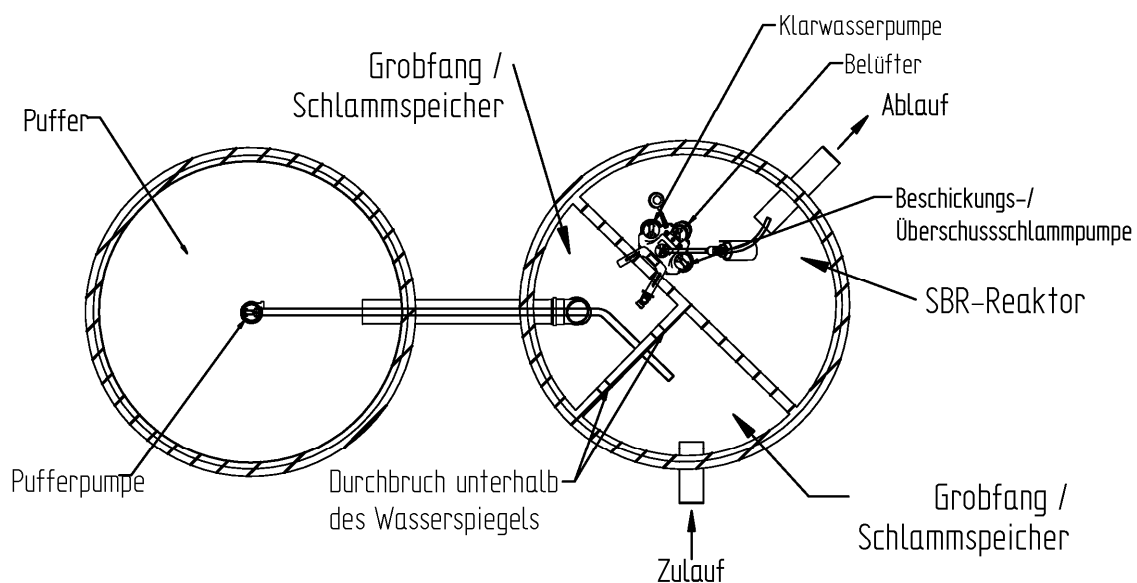 Klarwasserpumpe
Grobfang /
Schlammspeicher
Belüfter
Ablauf
Puffer
Beschickungs-/
Überschussschlammpumpe
SBR-Reaktor
Pufferpumpe
Durchbruch unterhalb
des Wasserspiegels
Grobfang /
Schlammspeicher
Zulauf